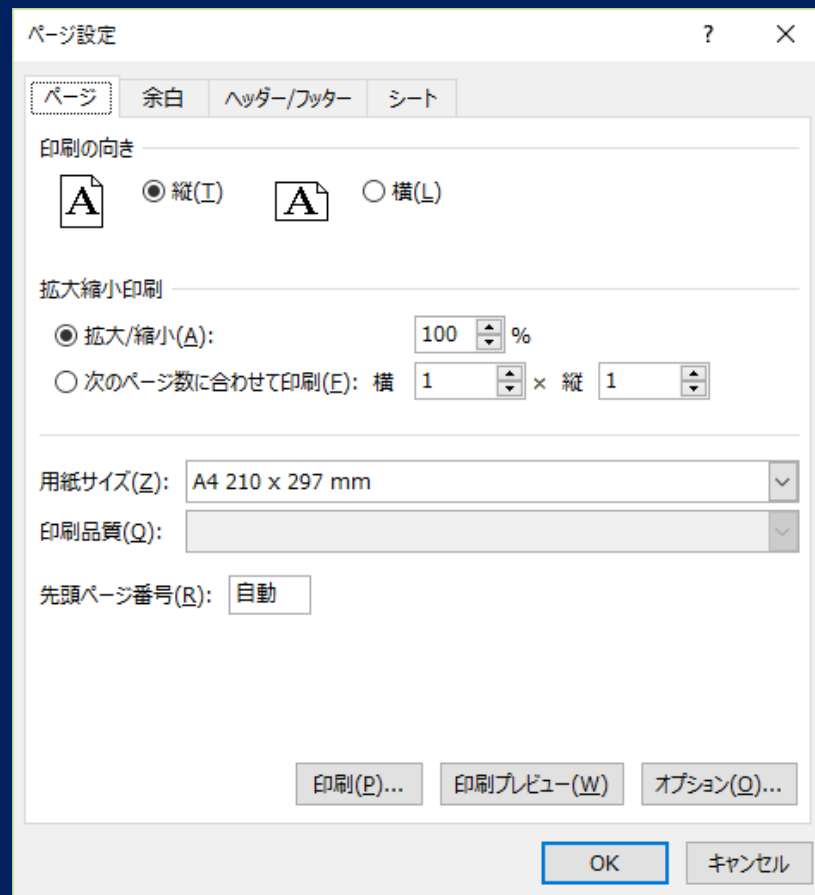 ページ設定 ?
ページ 余白 ヘッダー/フッター シート
印刷の向き
A 縦(T) A 横(L)
拡大縮小印刷
拡大/縮小(A): 100 %
次のページ数に合わせて印刷(F): 横 1 × 縦 1
用紙サイズ(Z): A4 210 x 297 mm
印刷品質(Q):
先頭ページ番号(R): 自動
印刷(P)... 印刷プレビュー(W) オプション(O)...
OK キャンセル